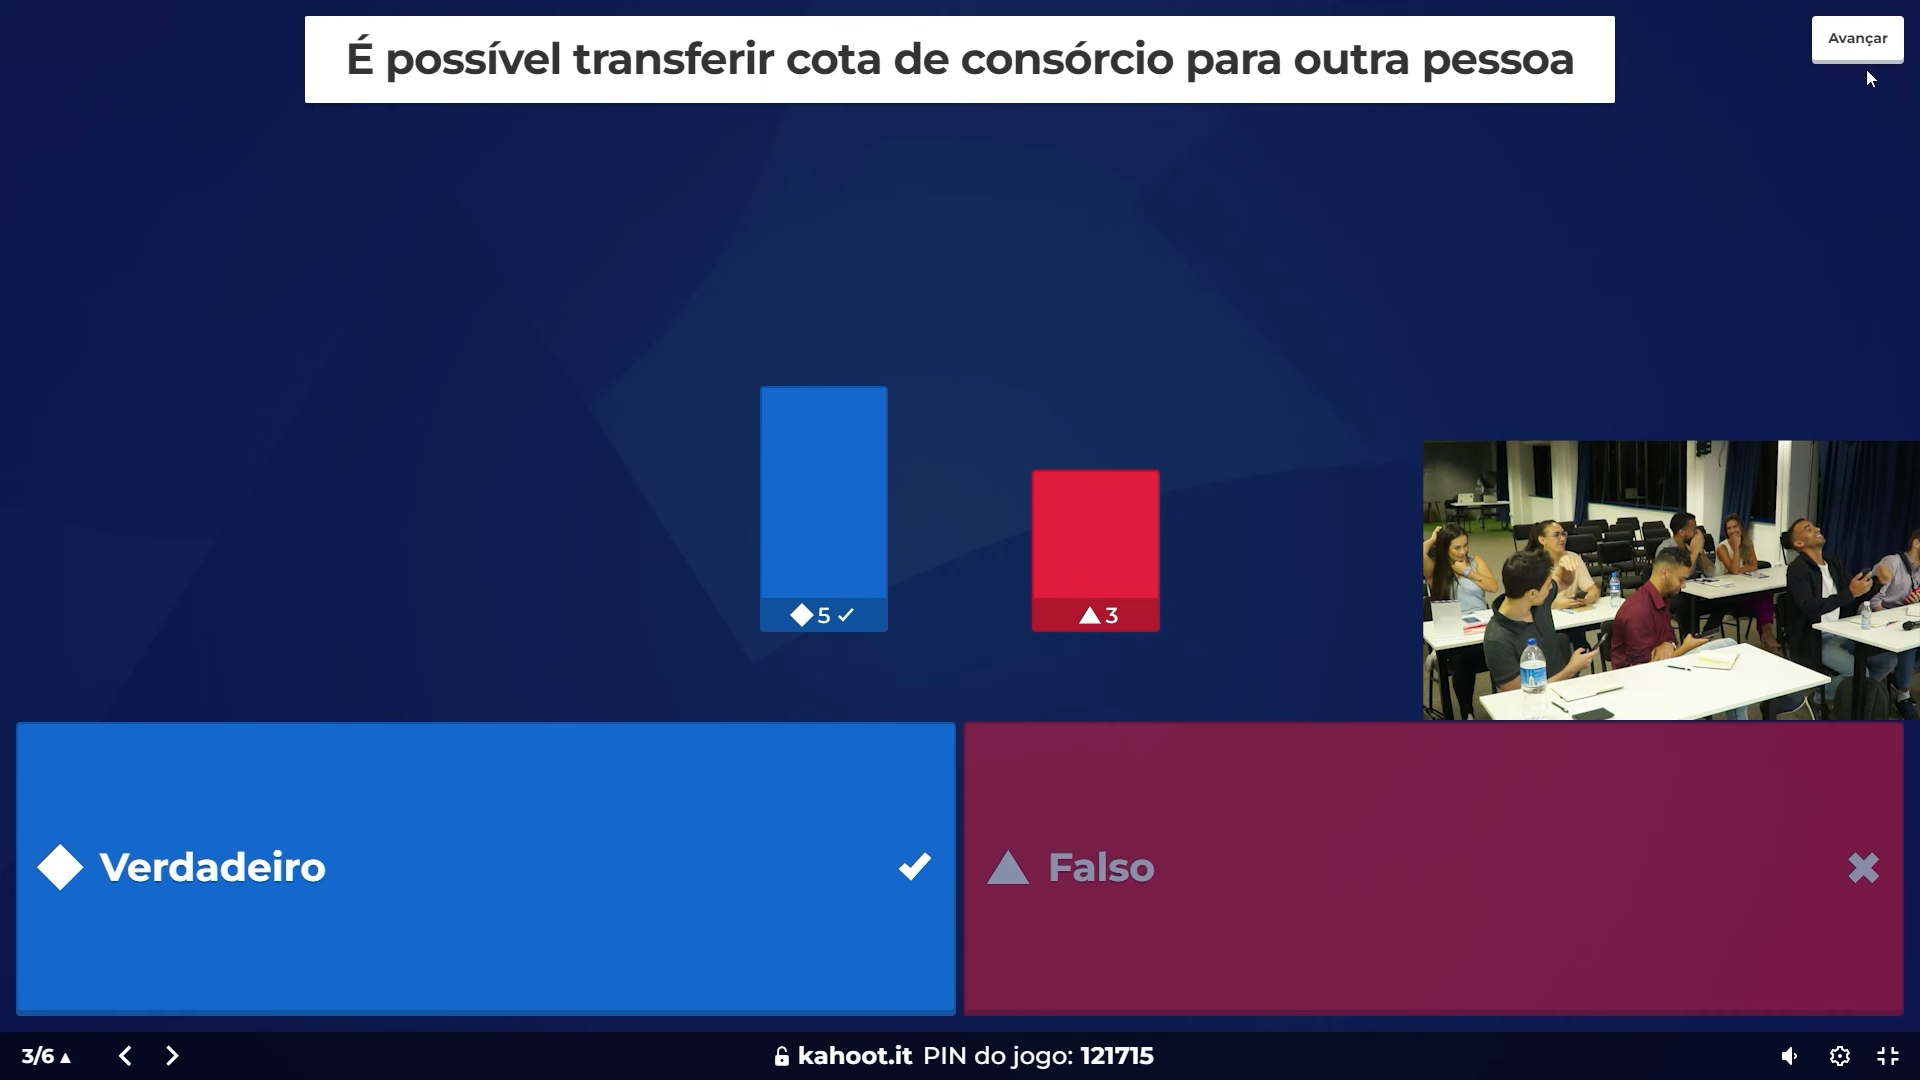 É possível transferir cota de consórcio para outra pessoa
Avançar
5
3
Verdadeiro
Falso
3/6
kahoot.it PIN do jogo: 121715